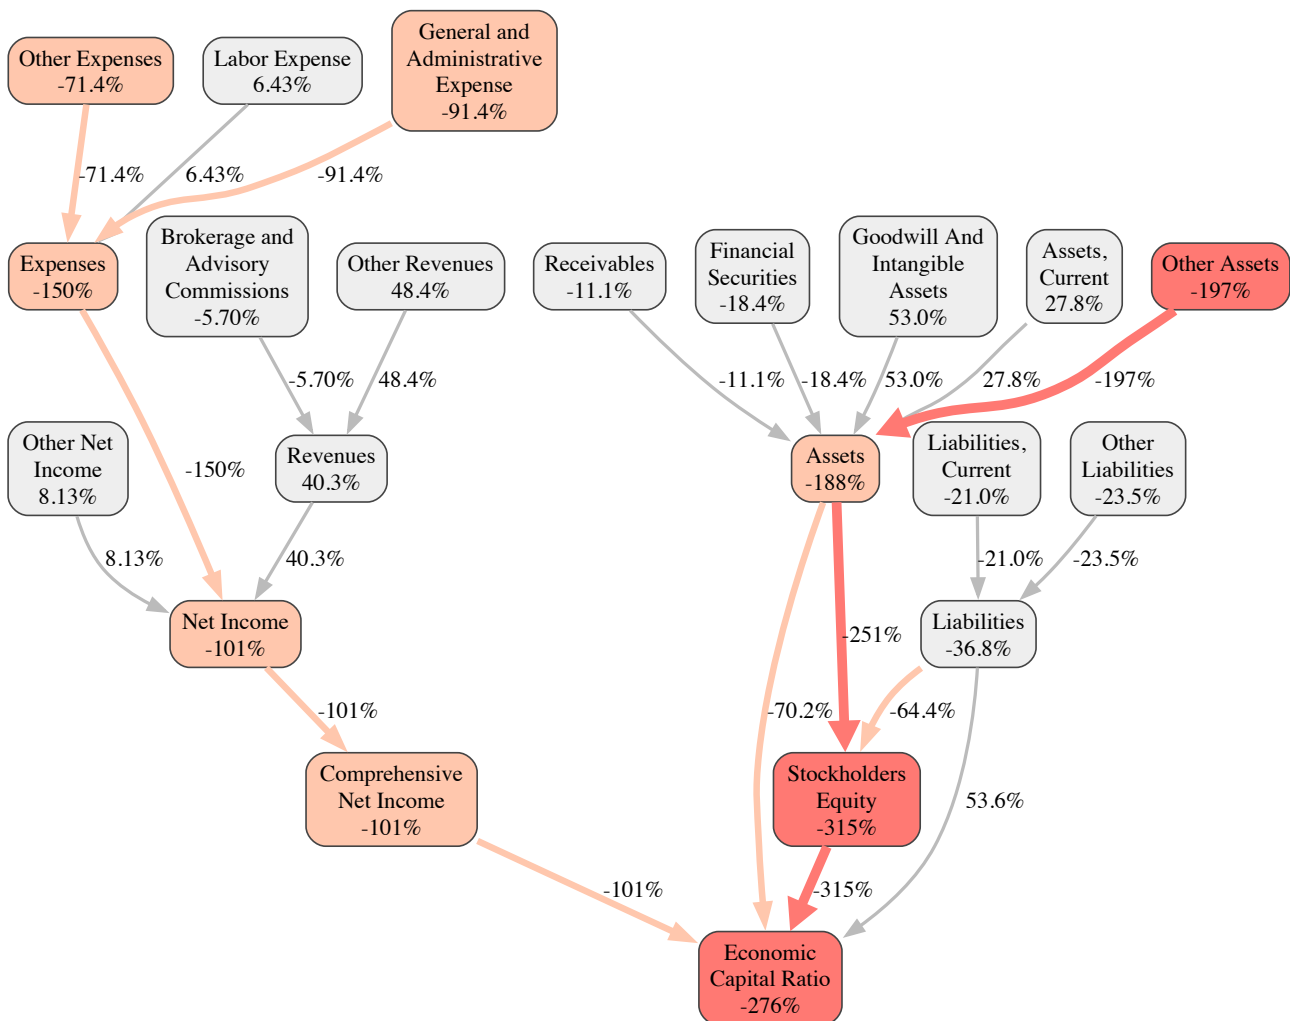 Other Expenses
-71.4%
Labor Expense
6.43%
General and
Administrative
Expense
-91.4%
-71.4%
6.43%
-91.4%
Expenses
-150%
Brokerage and
Advisory
Commissions
-5.70%
Other Revenues
48.4%
Receivables
-11.1%
Financial
Securities
-18.4%
Goodwill And
Intangible
Assets
53.0%
Assets,
Current
27.8%
Other Assets
-197%
-5.70%
48.4%
-11.1%
-18.4%
53.0%
27.8%
-197%
Other Net
Income
8.13%
-150%
Revenues
40.3%
Assets
-188%
Liabilities,
Current
-21.0%
Other
Liabilities
-23.5%
8.13%
40.3%
-21.0%
-23.5%
Net Income
-101%
-251%
Liabilities
-36.8%
-101%
-70.2%
-64.4%
Comprehensive
Net Income
-101%
Stockholders
Equity
-315%
53.6%
-101%
-315%
Economic
Capital Ratio
-276%